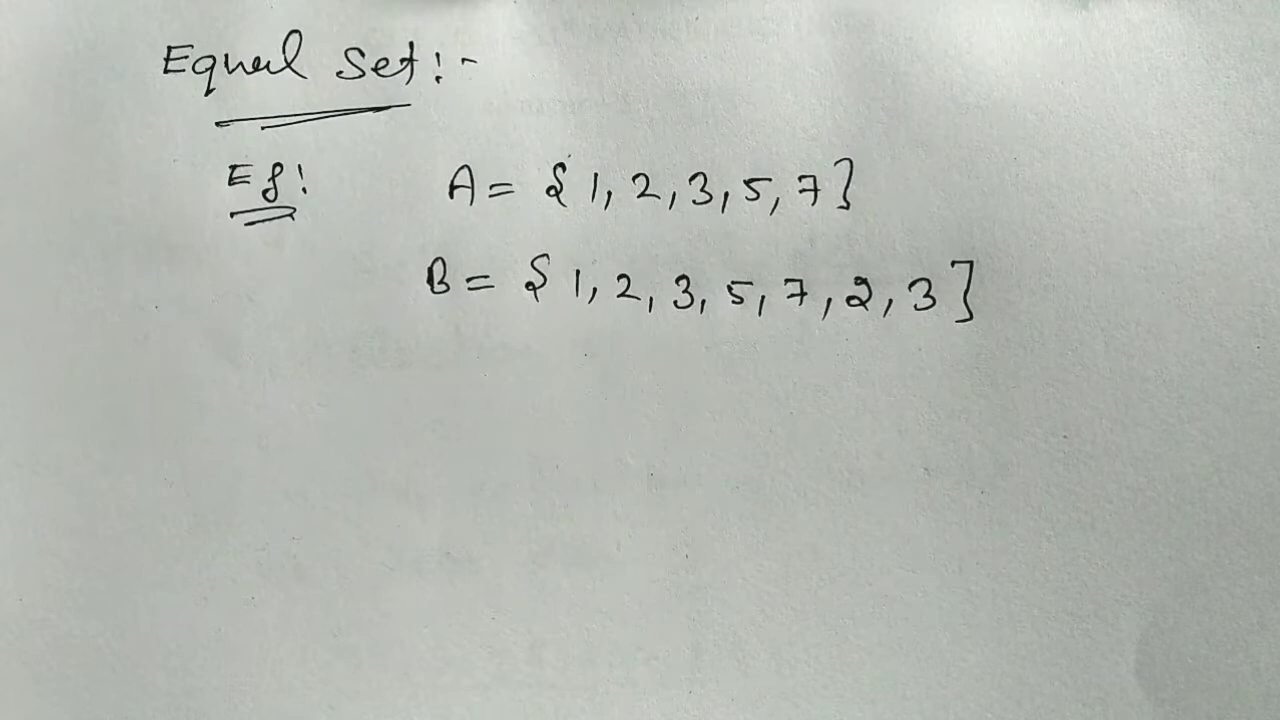 Equal Set:-
Eg:
A = {1, 2, 3, 5, 7}
B = {1, 2, 3, 5, 7, 2, 3}